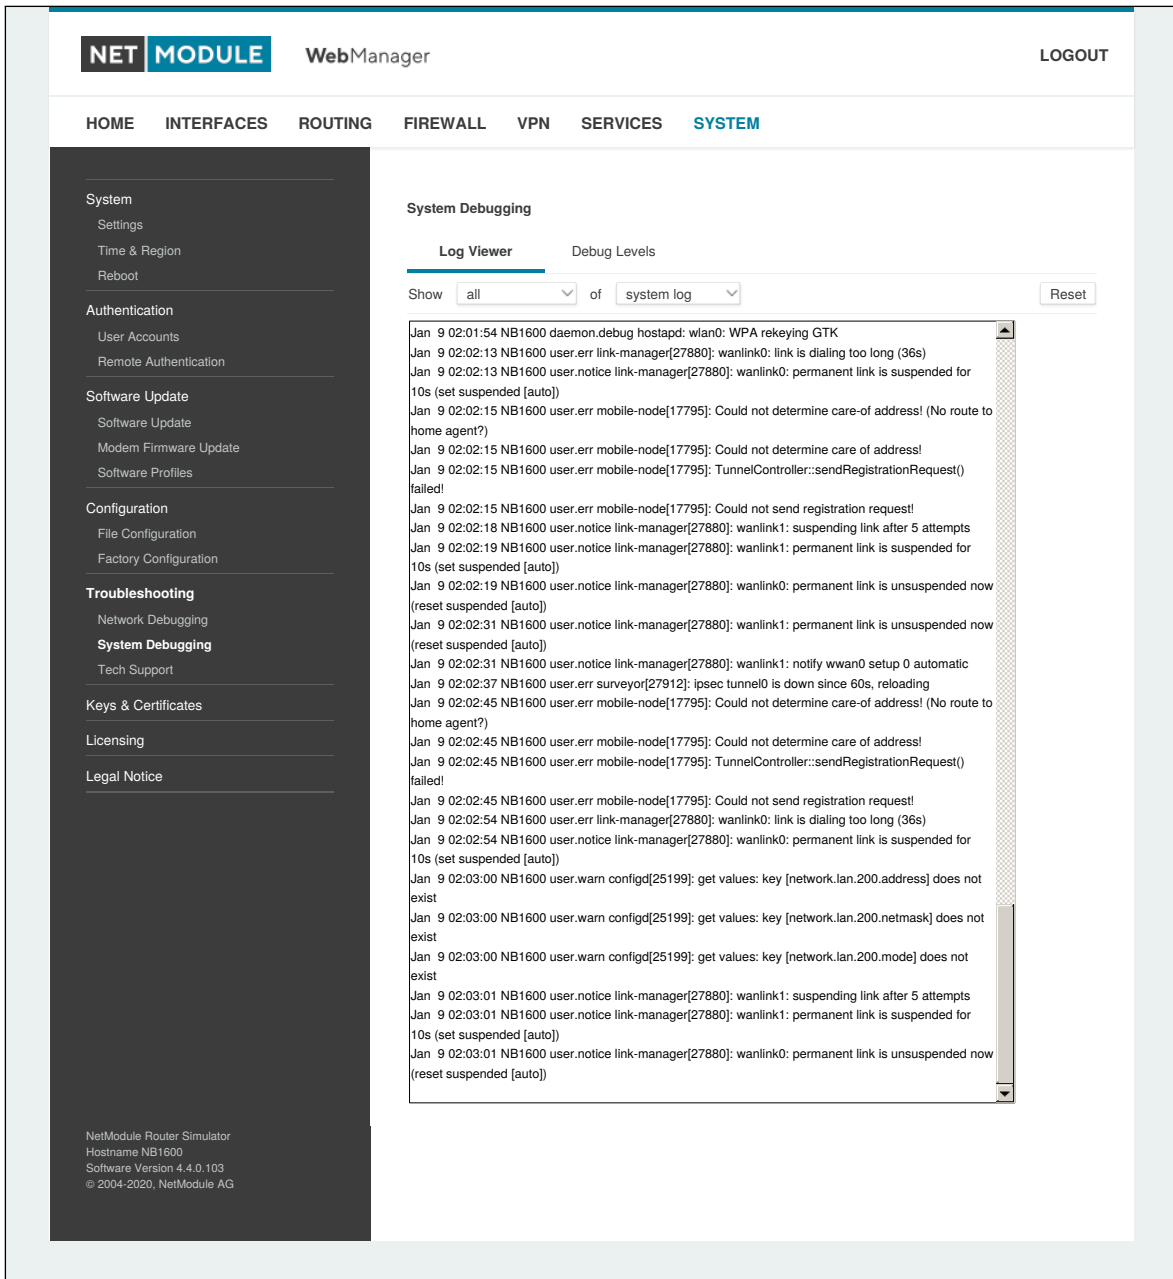 NET MODULE WebManager LOGOUT
HOME INTERFACES ROUTING FIREWALL VPN SERVICES SYSTEM
System
Settings
Time & Region
Reboot
Authentication
User Accounts
Remote Authentication
Software Update
Software Update
Modem Firmware Update
Software Profiles
Configuration
File Configuration
Factory Configuration
Troubleshooting
Network Debugging
System Debugging
Tech Support
Keys & Certificates
Licensing
Legal Notice
NetModule Router Simulator
Hostname NB1600
Software Version 4.4.0.103
© 2004-2020, NetModule AG
System Debugging
Log Viewer Debug Levels
Show all of system log Reset
Jan 9 02:01:54 NB1600 daemon.debug hostapd: wlan0: WPA rekeying GTK
Jan 9 02:02:13 NB1600 user.err link-manager[27880]: wanlink0: link is dialing too long (36s)
Jan 9 02:02:13 NB1600 user.notice link-manager[27880]: wanlink0: permanent link is suspended for
10s (set suspended [auto])
Jan 9 02:02:15 NB1600 user.err mobile-node[17795]: Could not determine care-of address! (No route to
home agent?)
Jan 9 02:02:15 NB1600 user.err mobile-node[17795]: Could not determine care of address!
Jan 9 02:02:15 NB1600 user.err mobile-node[17795]: TunnelController::sendRegistrationRequest()
failed!
Jan 9 02:02:15 NB1600 user.err mobile-node[17795]: Could not send registration request!
Jan 9 02:02:18 NB1600 user.notice link-manager[27880]: wanlink1: suspending link after 5 attempts
Jan 9 02:02:19 NB1600 user.notice link-manager[27880]: wanlink1: permanent link is suspended for
10s (set suspended [auto])
Jan 9 02:02:19 NB1600 user.notice link-manager[27880]: wanlink0: permanent link is unsuspended now
(reset suspended [auto])
Jan 9 02:02:31 NB1600 user.notice link-manager[27880]: wanlink1: permanent link is unsuspended now
(reset suspended [auto])
Jan 9 02:02:31 NB1600 user.notice link-manager[27880]: wanlink1: notify wwan0 setup 0 automatic
Jan 9 02:02:37 NB1600 user.err surveyor[27912]: ipsec tunnel0 is down since 60s, reloading
Jan 9 02:02:45 NB1600 user.err mobile-node[17795]: Could not determine care-of address! (No route to
home agent?)
Jan 9 02:02:45 NB1600 user.err mobile-node[17795]: Could not determine care of address!
Jan 9 02:02:45 NB1600 user.err mobile-node[17795]: TunnelController::sendRegistrationRequest()
failed!
Jan 9 02:02:45 NB1600 user.err mobile-node[17795]: Could not send registration request!
Jan 9 02:02:54 NB1600 user.err link-manager[27880]: wanlink0: link is dialing too long (36s)
Jan 9 02:02:54 NB1600 user.notice link-manager[27880]: wanlink0: permanent link is suspended for
10s (set suspended [auto])
Jan 9 02:03:00 NB1600 user.warn configd[25199]: get values: key [network.lan.200.address] does not
exist
Jan 9 02:03:00 NB1600 user.warn configd[25199]: get values: key [network.lan.200.netmask] does not
exist
Jan 9 02:03:00 NB1600 user.warn configd[25199]: get values: key [network.lan.200.mode] does not
exist
Jan 9 02:03:01 NB1600 user.notice link-manager[27880]: wanlink1: suspending link after 5 attempts
Jan 9 02:03:01 NB1600 user.notice link-manager[27880]: wanlink1: permanent link is suspended for
10s (set suspended [auto])
Jan 9 02:03:01 NB1600 user.notice link-manager[27880]: wanlink0: permanent link is unsuspended now
(reset suspended [auto])